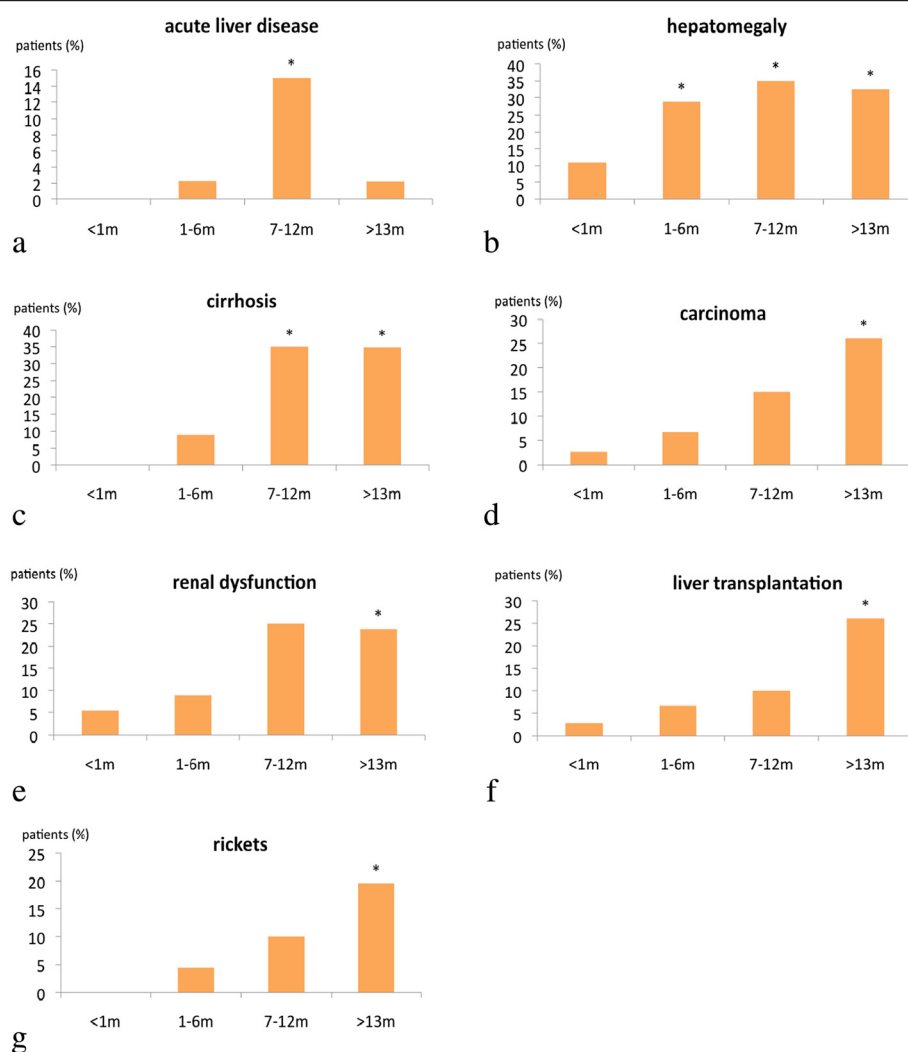 acute liver disease
patients (%)
*
16
14
12
10
8
6
4
2
0
<1m 1-6m 7-12m >13m
a
hepatomegaly
patients (%)
* * *
40
35
30
25
20
15
10
5
0
<1m 1-6m 7-12m >13m
b
cirrhosis
patients (%)
* *
40
35
30
25
20
15
10
5
0
<1m 1-6m 7-12m >13m
c
patients (%)
carcinoma
*
30
25
20
15
10
5
0
<1m 1-6m 7-12m >13m
d
patients (%)
renal dysfunction
*
30
25
20
15
10
5
0
<1m 1-6m 7-12m >13m
e
patients (%)
liver transplantation
*
30
25
20
15
10
5
0
<1m 1-6m 7-12m >13m
f
patients (%)
rickets
*
25
20
15
10
5
0
<1m 1-6m 7-12m >13m
g